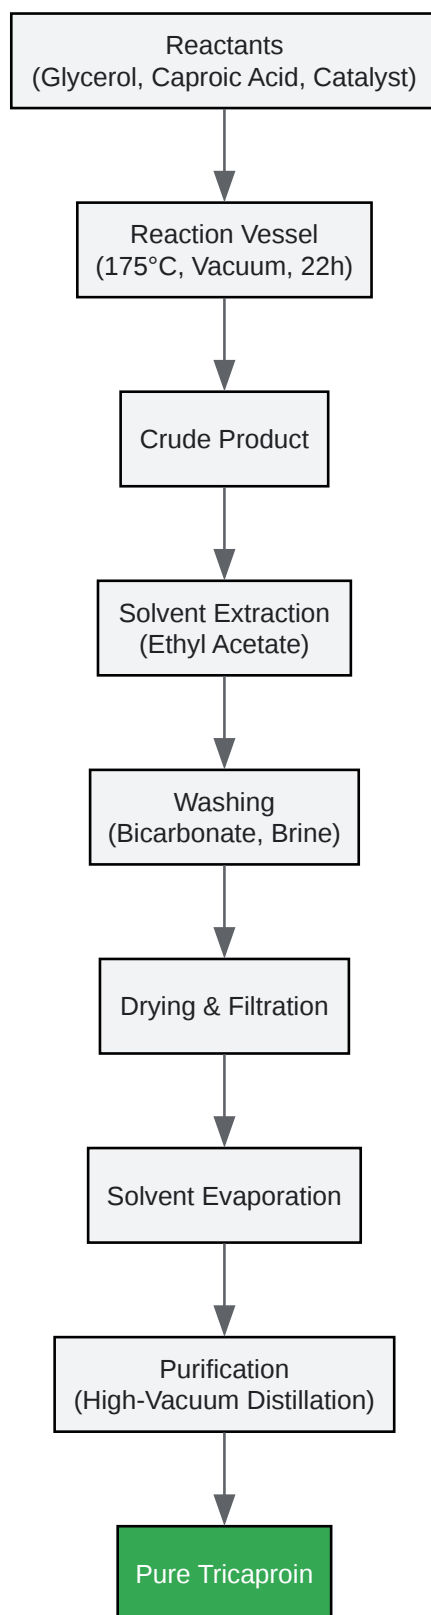 Reactants
(Glycerol, Caproic Acid, Catalyst)
Reaction Vessel
(175°C, Vacuum, 22h)
Crude Product
Solvent Extraction
(Ethyl Acetate)
Washing
(Bicarbonate, Brine)
Drying & Filtration
Solvent Evaporation
Purification
(High-Vacuum Distillation)
Pure Tricaproin